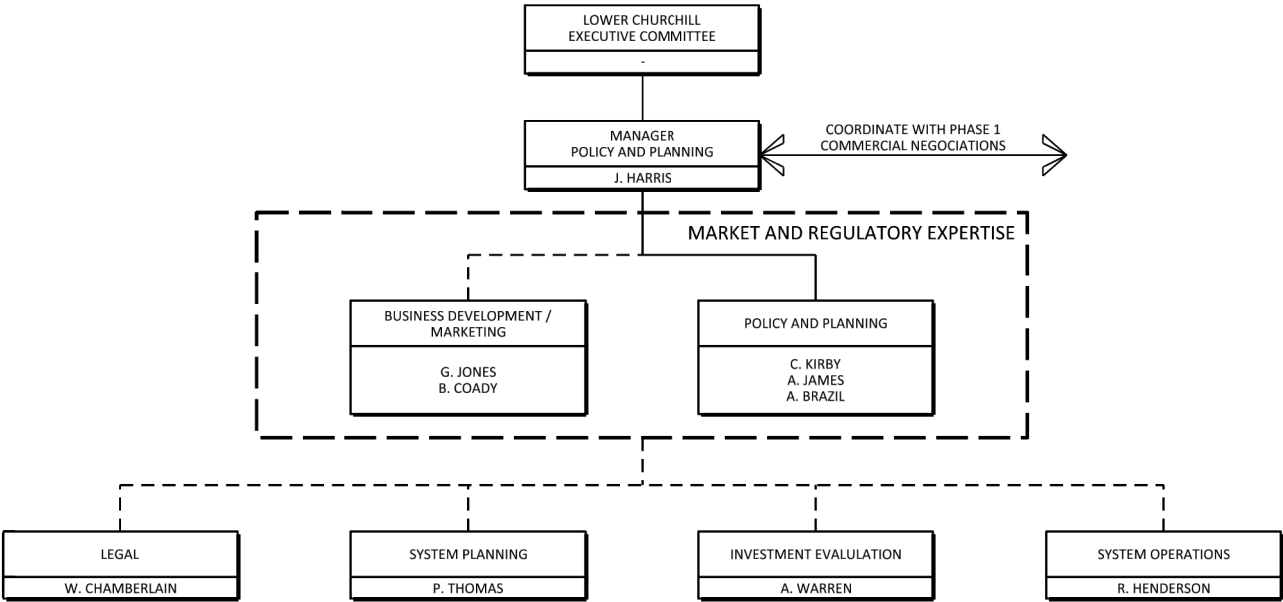 LOWER CHURCHILL
EXECUTIVE COMMITTEE
-
MANAGER
POLICY AND PLANNING
J. HARRIS
COORDINATE WITH PHASE 1
COMMERCIAL NEGOCIATIONS
MARKET AND REGULATORY EXPERTISE
BUSINESS DEVELOPMENT /
MARKETING
G. JONES
B. COADY
POLICY AND PLANNING
C. KIRBY
A. JAMES
A. BRAZIL
LEGAL
W. CHAMBERLAIN
SYSTEM PLANNING
P. THOMAS
INVESTMENT EVALULATION
A. WARREN
SYSTEM OPERATIONS
R. HENDERSON